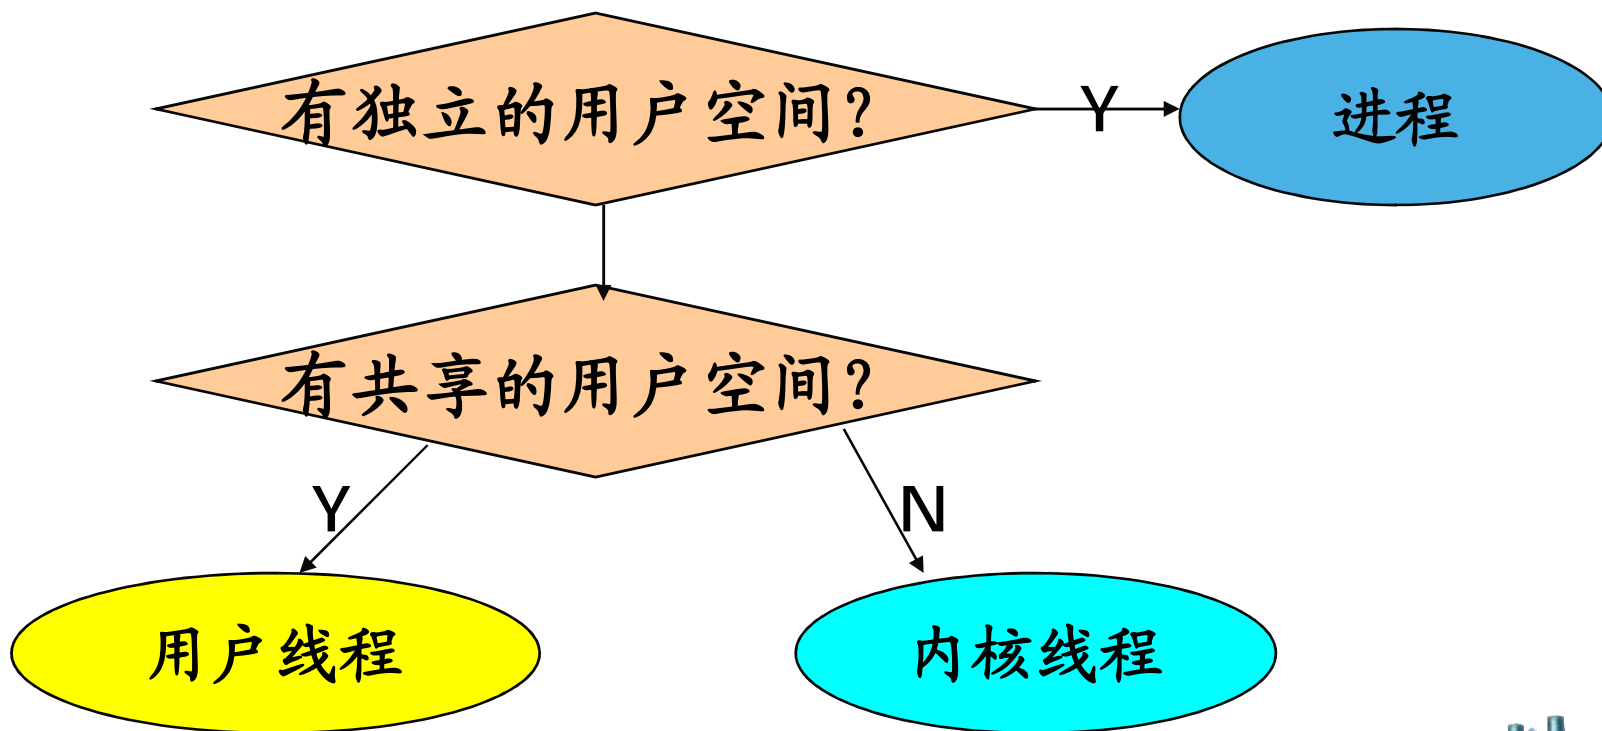 有独立的用户空间？
Y
进程
有共享的用户空间？
Y
N
用户线程
内核线程